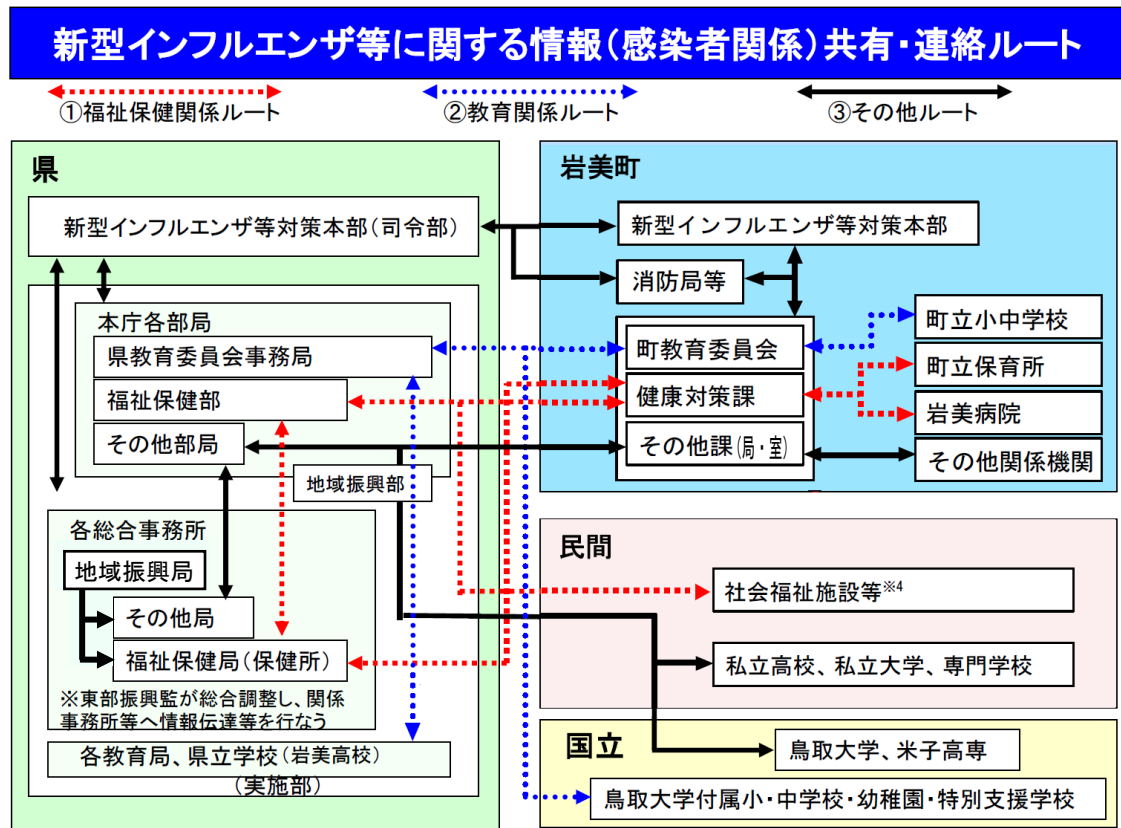 新型インフルエンザ等に関する情報(感染者関係)共有・連絡ルート
①福祉保健関係ルート
②教育関係ルート
③その他ルート
県
新型インフルエンザ等対策本部(司令部)
本庁各部局
県教育委員会事務局
福祉保健部
その他部局
地域振興部
各総合事務所
地域振興局
その他局
福祉保健局(保健所)
※東部振興監が総合調整し、関係
事務所等へ情報伝達等を行なう
各教育局、県立学校(岩美高校)
(実施部)
岩美町
新型インフルエンザ等対策本部
消防局等
町教育委員会
健康対策課
その他課(局・室)
町立小中学校
町立保育所
岩美病院
その他関係機関
民間
社会福祉施設等※4
私立高校、私立大学、専門学校
国立
鳥取大学、米子高専
鳥取大学付属小・中学校・幼稚園・特別支援学校